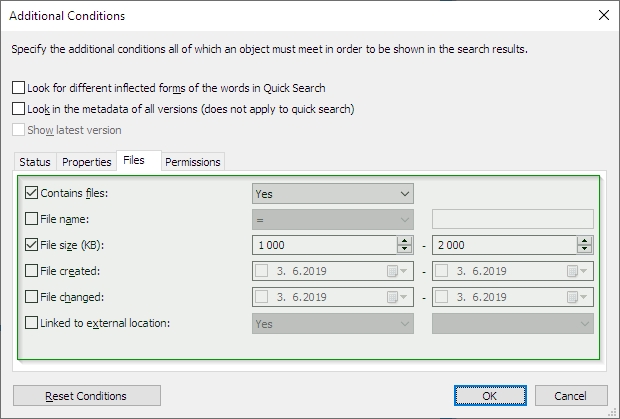 Additional Conditions
Specify the additional conditions all of which an object must meet in order to be shown in the search results.
Look for different inflected forms of the words in Quick Search
Look in the metadata of all versions (does not apply to quick search)
Show latest version
Status Properties Files Permissions
Contains files: Yes
File name: =
File size (KB): 1 000 - 2 000
File created: 3. 6.2019 - 3. 6.2019
File changed: 3. 6.2019 - 3. 6.2019
Linked to external location: Yes
Reset Conditions OK Cancel